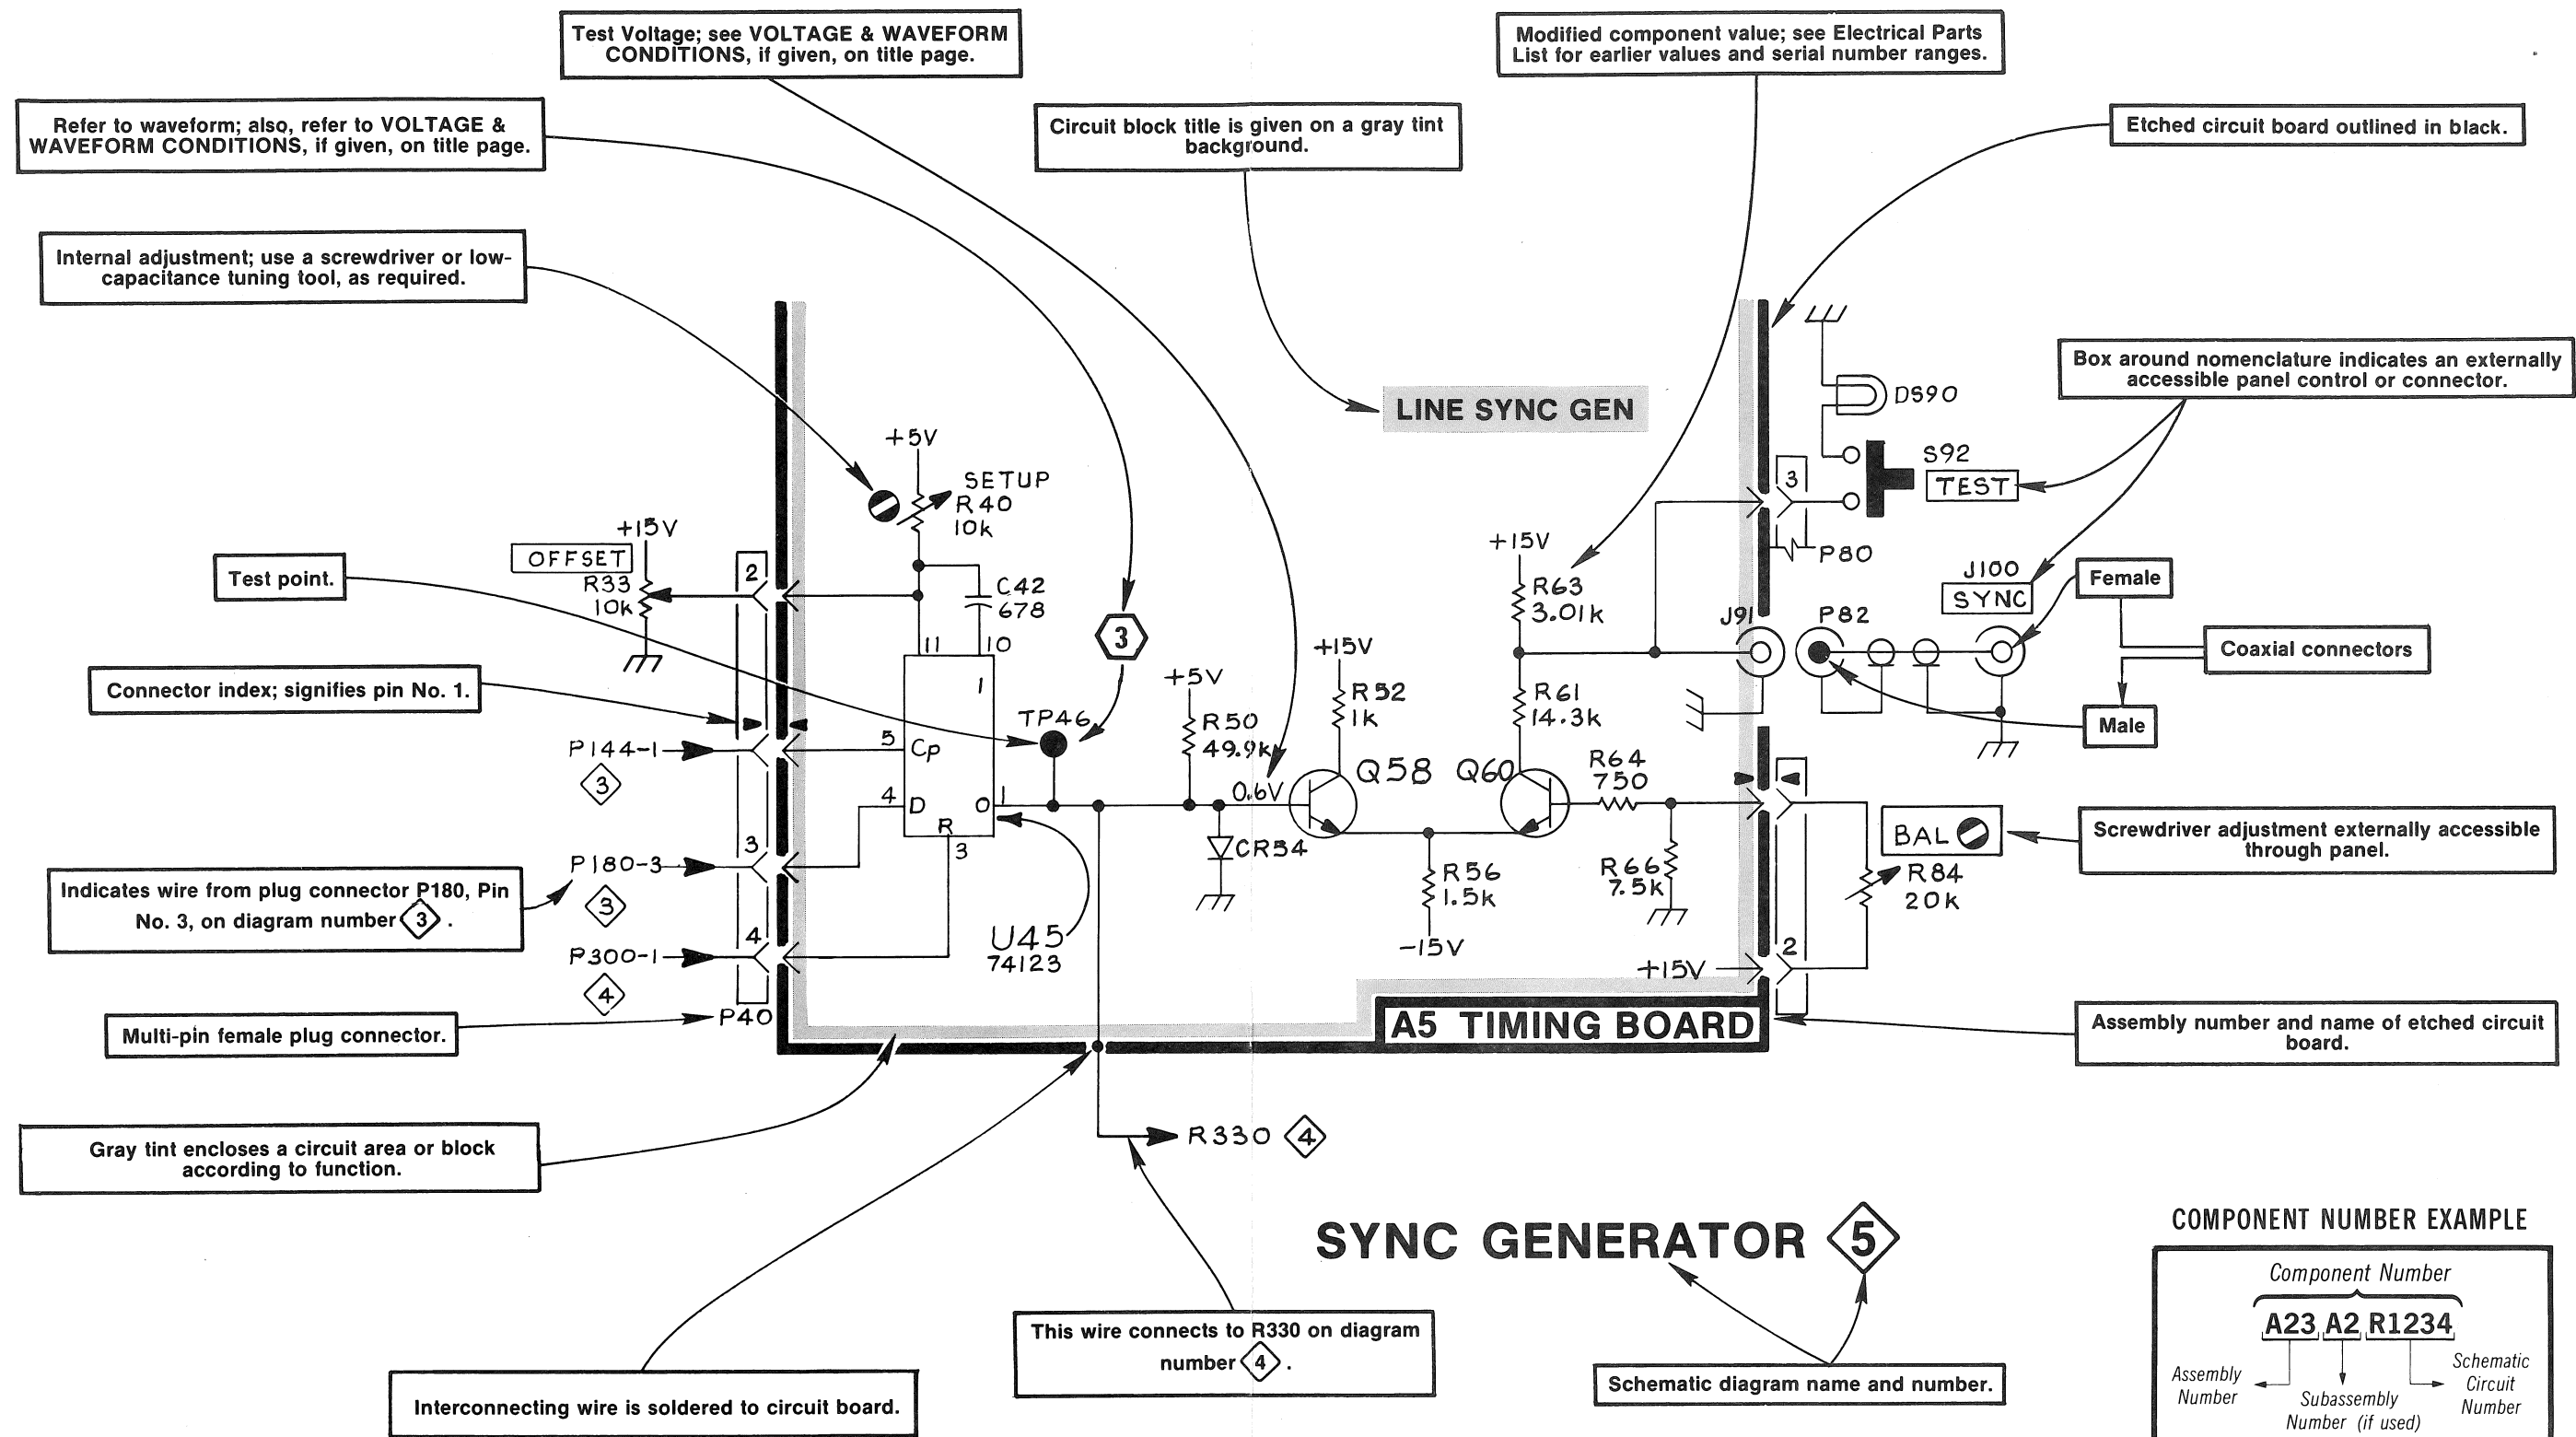 Test Voltage; see VOLTAGE & WAVEFORM
CONDITIONS, if given, on title page.
Modified component value; see Electrical Parts
List for earlier values and serial number ranges.
Refer to waveform; also, refer to VOLTAGE &
WAVEFORM CONDITIONS, if given, on title page.
Circuit block title is given on a gray tint
background.
Etched circuit board outlined in black.
Internal adjustment; use a screwdriver or low-
capacitance tuning tool, as required.
Box around nomenclature indicates an externally
accessible panel control or connector.
LINE SYNC GEN
DS90
+5V
SETUP
R40
10k
S92
TEST
3
+15V
OFFSET
R33
10k
2
C42
678
11
10
3
+15V
R63
3.01k
P80
J100
SYNC
Female
Test point.
J91
P82
Coaxial connectors
Male
Connector index; signifies pin No. 1.
1
TP46
+5V
R50
49.9k
+15V
R52
1k
R61
14.3k
P144-1
3
5
Cp
4
D
O
1
R
3
0.6V
Q58
Q60
R64
750
CR54
R56
1.5k
-15V
R66
7.5k
BAL
R84
20k
Screwdriver adjustment externally accessible
through panel.
Indicates wire from plug connector P180, Pin
No. 3, on diagram number 3 .
P180-3
3
3
P300-1
4
4
U45
74123
+15V
2
Multi-pin female plug connector.
P40
A5 TIMING BOARD
Assembly number and name of etched circuit
board.
Gray tint encloses a circuit area or block
according to function.
R330 4
SYNC GENERATOR 5
This wire connects to R330 on diagram
number 4 .
Schematic diagram name and number.
Interconnecting wire is soldered to circuit board.
COMPONENT NUMBER EXAMPLE
Component Number
A23 A2 R1234
Assembly
Number
Subassembly
Number (if used)
Schematic
Circuit
Number